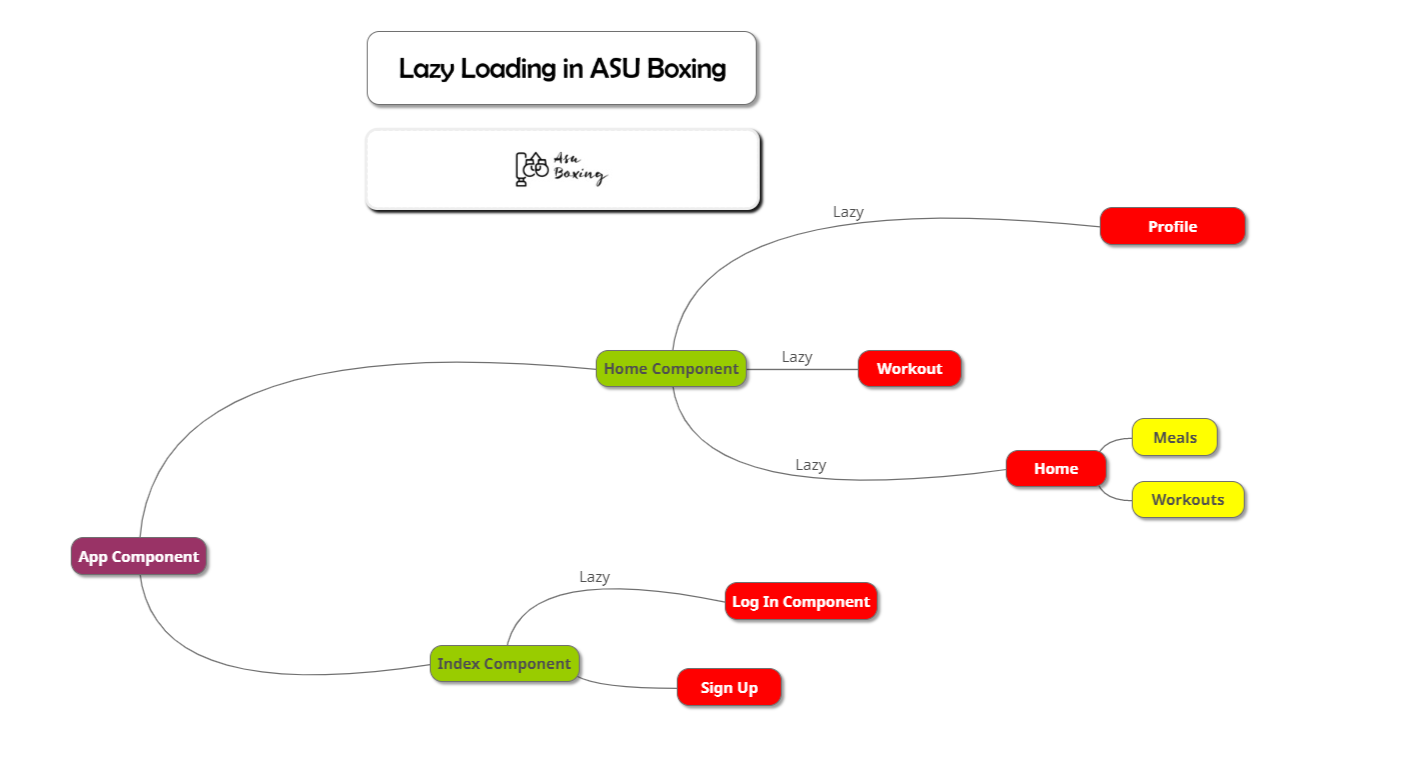 Lazy Loading in ASU Boxing
Asu
Boxing
Lazy
Profile
Lazy
Home Component
Workout
Meals
Lazy
Home
Workouts
App Component
Lazy
Log In Component
Index Component
Sign Up